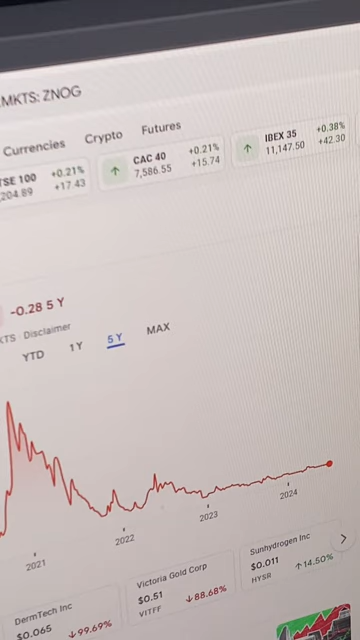 .MKTS: ZNOG
Currencies Crypto Futures
TSE 100 +0.21%
,204.89 +17.43
CAC 40 +0.21%
7,586.55 +15.74
IBEX 35 +0.38%
11,147.50 +42.30
-0.28 5 Y
KTS · Disclaimer
YTD 1Y 5Y MAX
2021 2022 2023 2024
DermTech Inc
$0.065
↓99.69%
Victoria Gold Corp
$0.51
VITFF ↓88.68%
Sunhydrogen Inc
$0.011
HYSR ↑14.50%